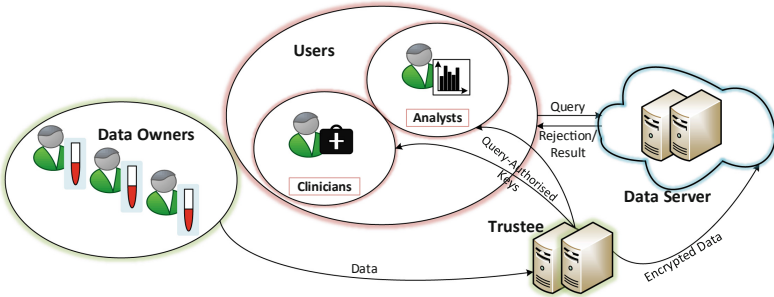 Users
Analysts
Clinicians
Data Owners
Query
Rejection/
Result
Data Server
Query-Authorised
Keys
Trustee
Data
Encrypted Data